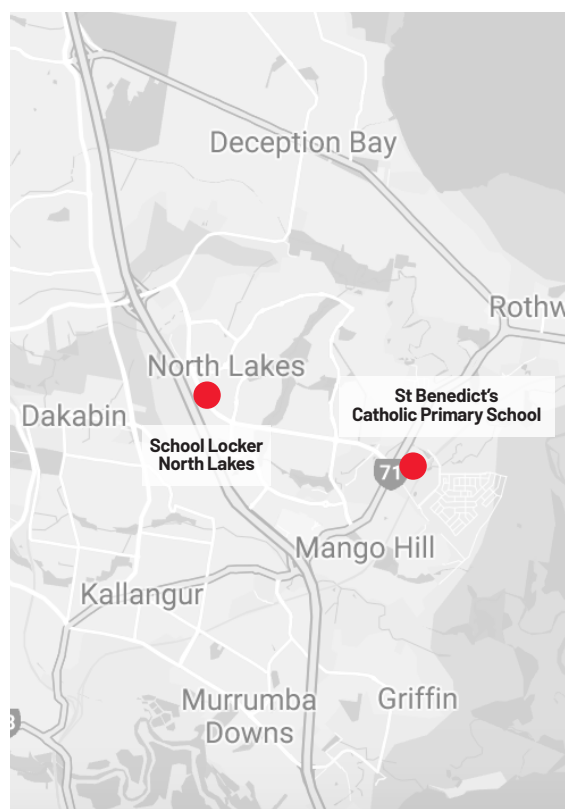 Deception Bay
Rothw
North Lakes
St Benedict's
Catholic Primary School
Dakabin
School Locker
North Lakes
71
Mango Hill
Kallangur
Murrumba
Downs
Griffin
3